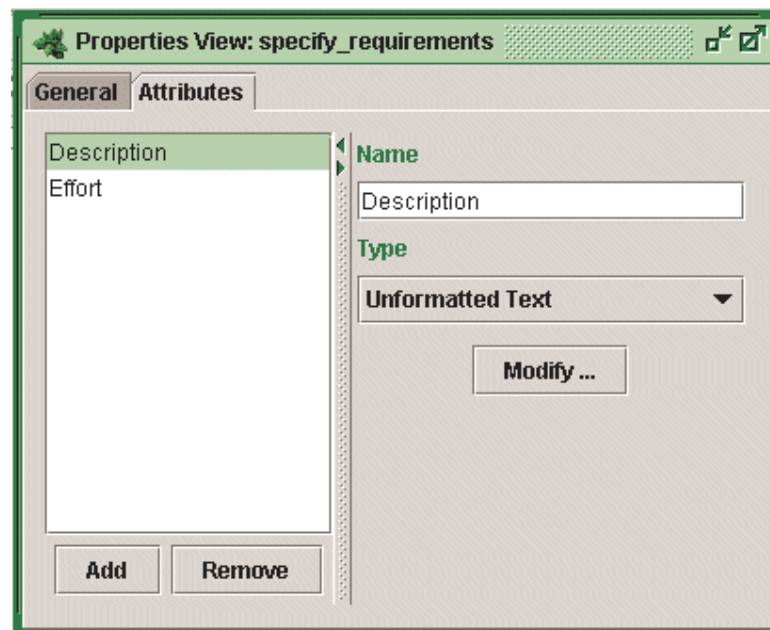 Properties View: specify_requirements
General Attributes
Description
Effort
Name
Description
Type
Unformatted Text
Modify ...
Add Remove